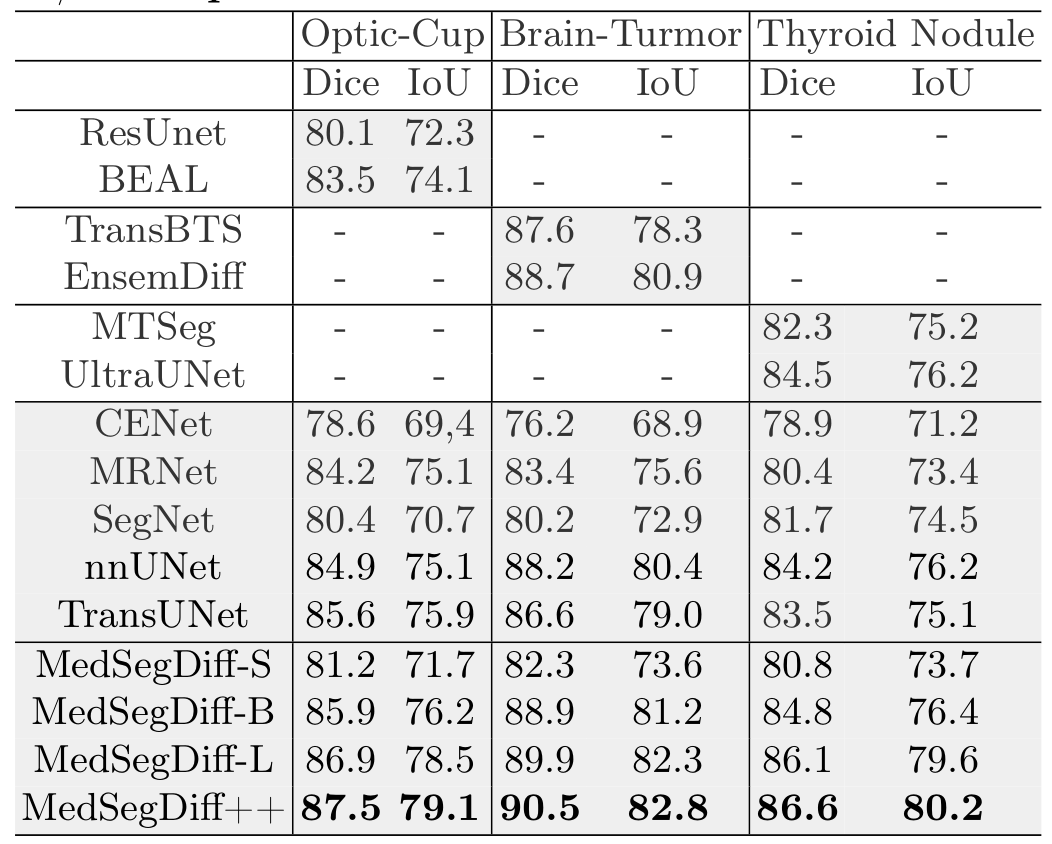 Optic-Cup Brain-Turmor Thyroid Nodule
Dice IoU Dice IoU Dice IoU
ResUnet 80.1 72.3 - - - -
BEAL 83.5 74.1 - - - -
TransBTS - - 87.6 78.3 - -
EnsemDiff - - 88.7 80.9 - -
MTSeg - - - - 82.3 75.2
UltraUNet - - - - 84.5 76.2
CENet 78.6 69,4 76.2 68.9 78.9 71.2
MRNet 84.2 75.1 83.4 75.6 80.4 73.4
SegNet 80.4 70.7 80.2 72.9 81.7 74.5
nnUNet 84.9 75.1 88.2 80.4 84.2 76.2
TransUNet 85.6 75.9 86.6 79.0 83.5 75.1
MedSegDiff-S 81.2 71.7 82.3 73.6 80.8 73.7
MedSegDiff-B 85.9 76.2 88.9 81.2 84.8 76.4
MedSegDiff-L 86.9 78.5 89.9 82.3 86.1 79.6
MedSegDiff++ 87.5 79.1 90.5 82.8 86.6 80.2